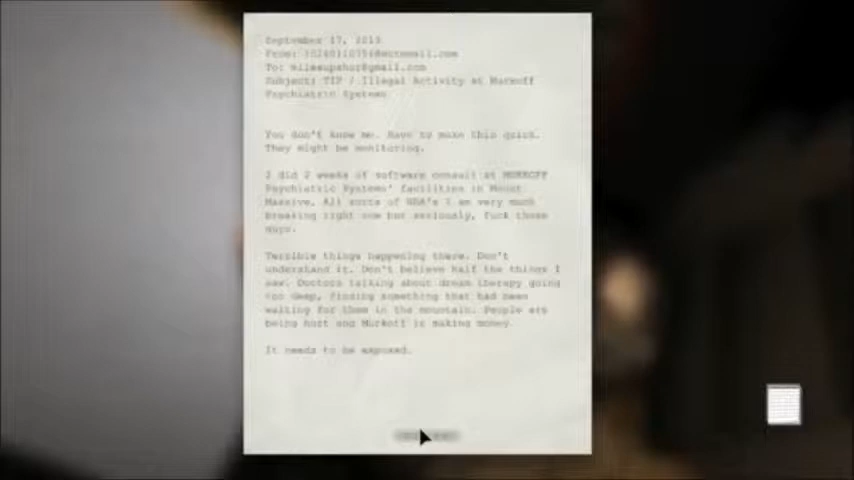 September 17, 2013
From:
To: milesupshur@gmail.com
Subject: TIP / Illegal Activity at Murkoff
Psychiatric Systems
You don't know me. Have to make this quick.
They might be monitoring.
I did 2 weeks of software consult at MURKOFF
Psychiatric Systems' facilities in Mount
Massive. All sorts of NDA's I am very much
breaking right now but seriously, fuck those
guys.
Terrible things happening there. Don't
understand it. Don't believe half the things I
saw. Doctors talking about dream therapy going
too deep, finding something that had been
waiting for them in the mountain. People are
being hurt and Murkoff is making money.
It needs to be exposed.